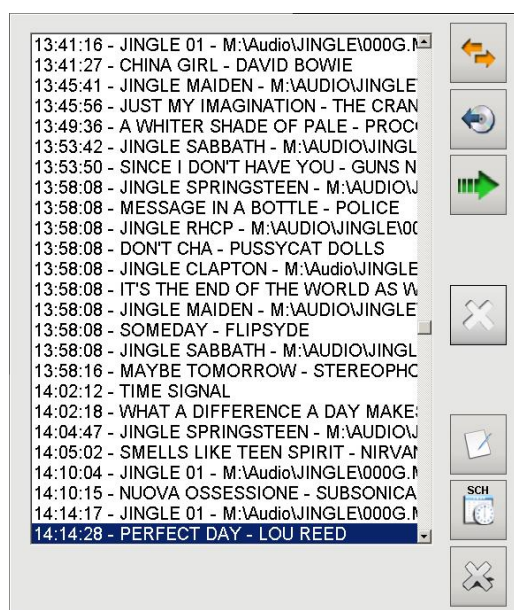 13:41:16 - JINGLE 01 - M:\Audio\JINGLE\000G.M
13:41:27 - CHINA GIRL - DAVID BOWIE
13:45:41 - JINGLE MAIDEN - M:\AUDIO\JINGLE
13:45:56 - JUST MY IMAGINATION - THE CRAN
13:49:36 - A WHITER SHADE OF PALE - PROC
13:53:42 - JINGLE SABBATH - M:\AUDIO\JINGL
13:53:50 - SINCE I DON'T HAVE YOU - GUNS N
13:58:08 - JINGLE SPRINGSTEEN - M:\AUDIO\J
13:58:08 - MESSAGE IN A BOTTLE - POLICE
13:58:08 - JINGLE RHCP - M:\AUDIO\JINGLE\00
13:58:08 - DON'T CHA - PUSSYCAT DOLLS
13:58:08 - JINGLE CLAPTON - M:\AUDIO\JINGLE
13:58:08 - IT'S THE END OF THE WORLD AS W
13:58:08 - JINGLE MAIDEN - M:\AUDIO\JINGLE
13:58:08 - SOMEDAY - FLIPSYDE
13:58:08 - JINGLE SABBATH - M:\AUDIO\JINGL
13:58:16 - MAYBE TOMORROW - STEREOPHO
14:02:12 - TIME SIGNAL
14:02:18 - WHAT A DIFFERENCE A DAY MAKE
14:04:47 - JINGLE SPRINGSTEEN - M:\AUDIO\J
14:05:02 - SMELLS LIKE TEEN SPIRIT - NIRVA
14:10:04 - JINGLE 01 - M:\Audio\JINGLE\000G.M
14:10:15 - NUOVA OSSESSIONE - SUBSONICA
14:14:17 - JINGLE 01 - M:\Audio\JINGLE\000G.M
14:14:28 - PERFECT DAY - LOU REED
SCH